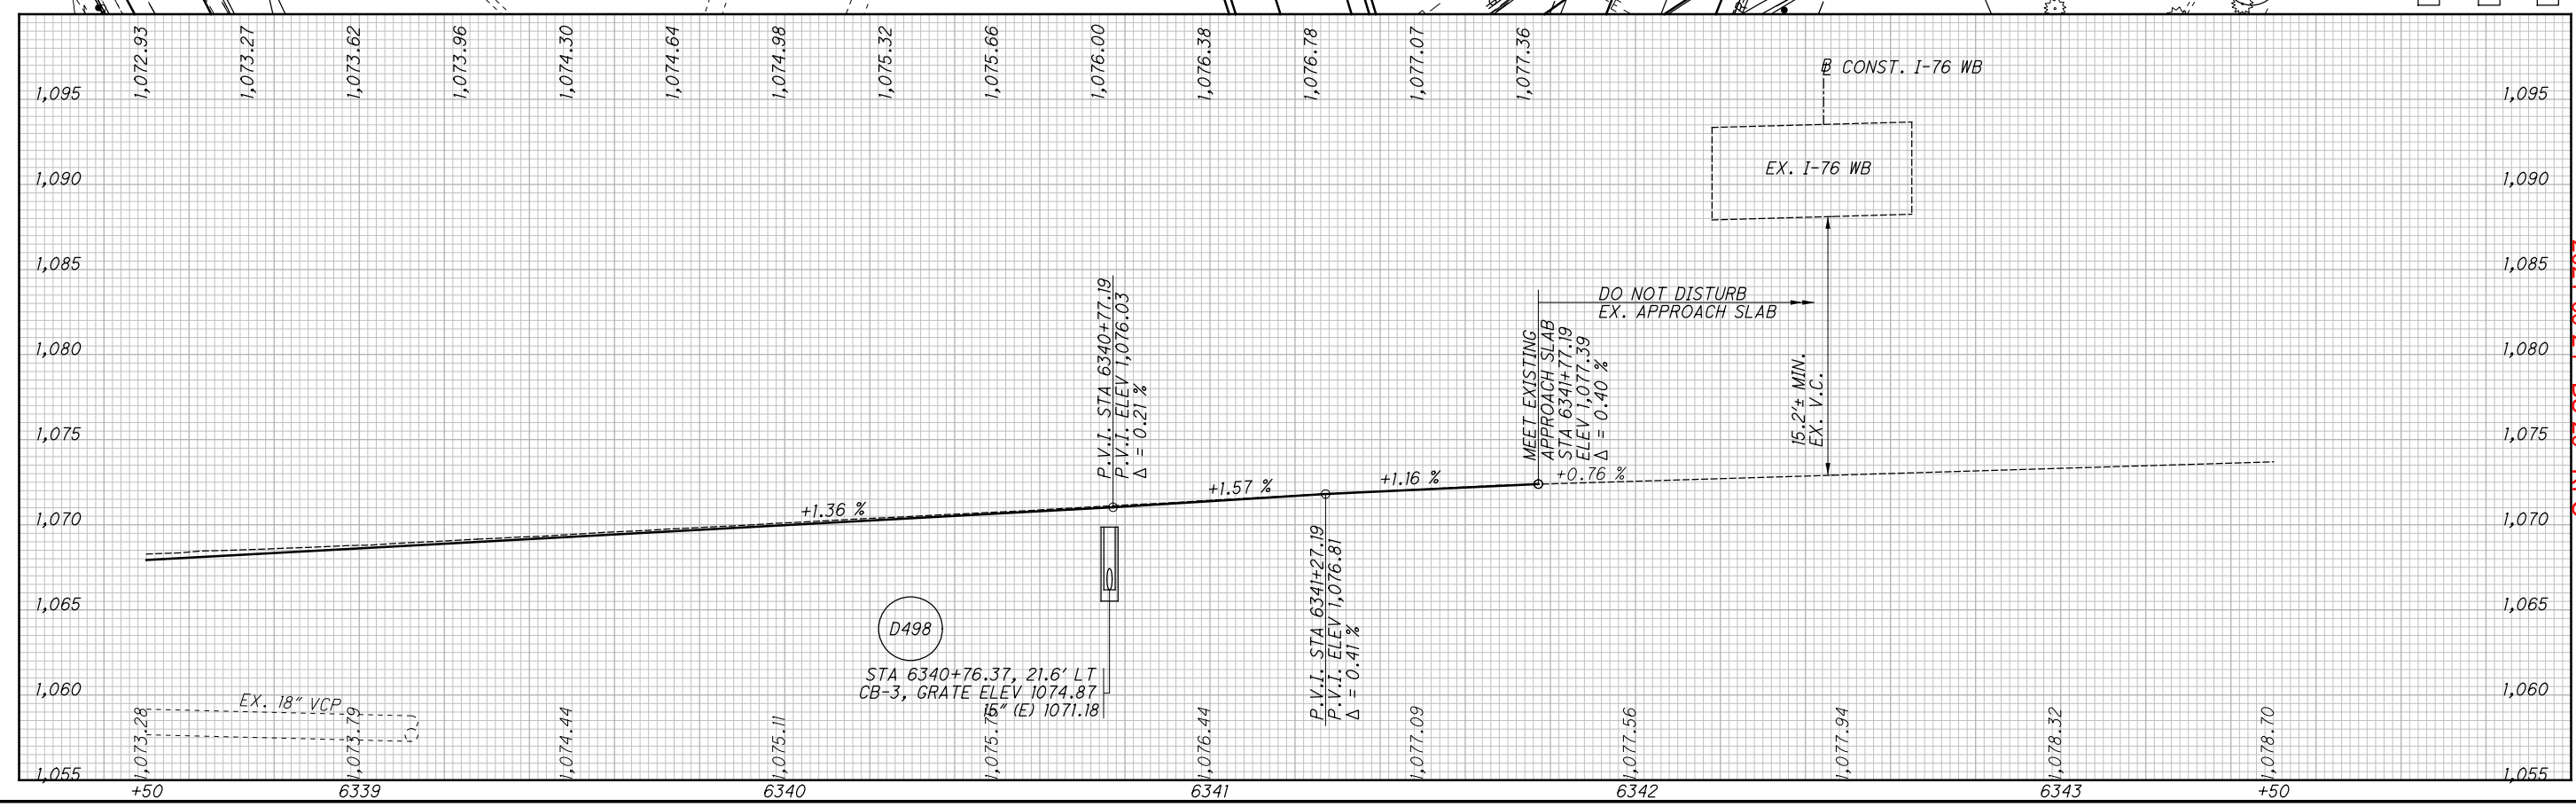 1,072.93
1,073.27
1,073.62
1,073.96
1,074.30
1,074.64
1,074.98
1,075.32
1,075.66
1,076.00
1,076.38
1,076.78
1,077.07
1,077.36
CONST. I-76 WB
1,095
1,095
EX. I-76 WB
1,090
1,090
1,085
1,085
P.V.I. STA 6340+77.19
P.V.I. ELEV 1,076.03
Δ = 0.21 %
DO NOT DISTURB
EX. APPROACH SLAB
MEET EXISTING
APPROACH SLAB
STA 6341+77.19
ELEV 1,077.39
Δ = 0.40 %
15.2'± MIN.
EX. V.C.
1,080
1,080
1,075
1,075
+0.76 %
+1.16 %
+1.57 %
+1.36 %
1,070
1,070
P.V.I. STA 6341+27.19
P.V.I. ELEV 1,076.81
Δ = 0.41 %
1,065
1,065
D498
STA 6340+76.37, 21.6' LT
CB-3, GRATE ELEV 1074.87
15" (E) 1071.18
1,060
1,060
EX. 18" VCP
1,073.28
1,073.79
1,074.44
1,075.11
1,076.44
1,077.09
1,077.56
1,077.94
1,078.32
1,078.70
1,055
1,055
+50
6339
6340
6341
6342
6343
+50